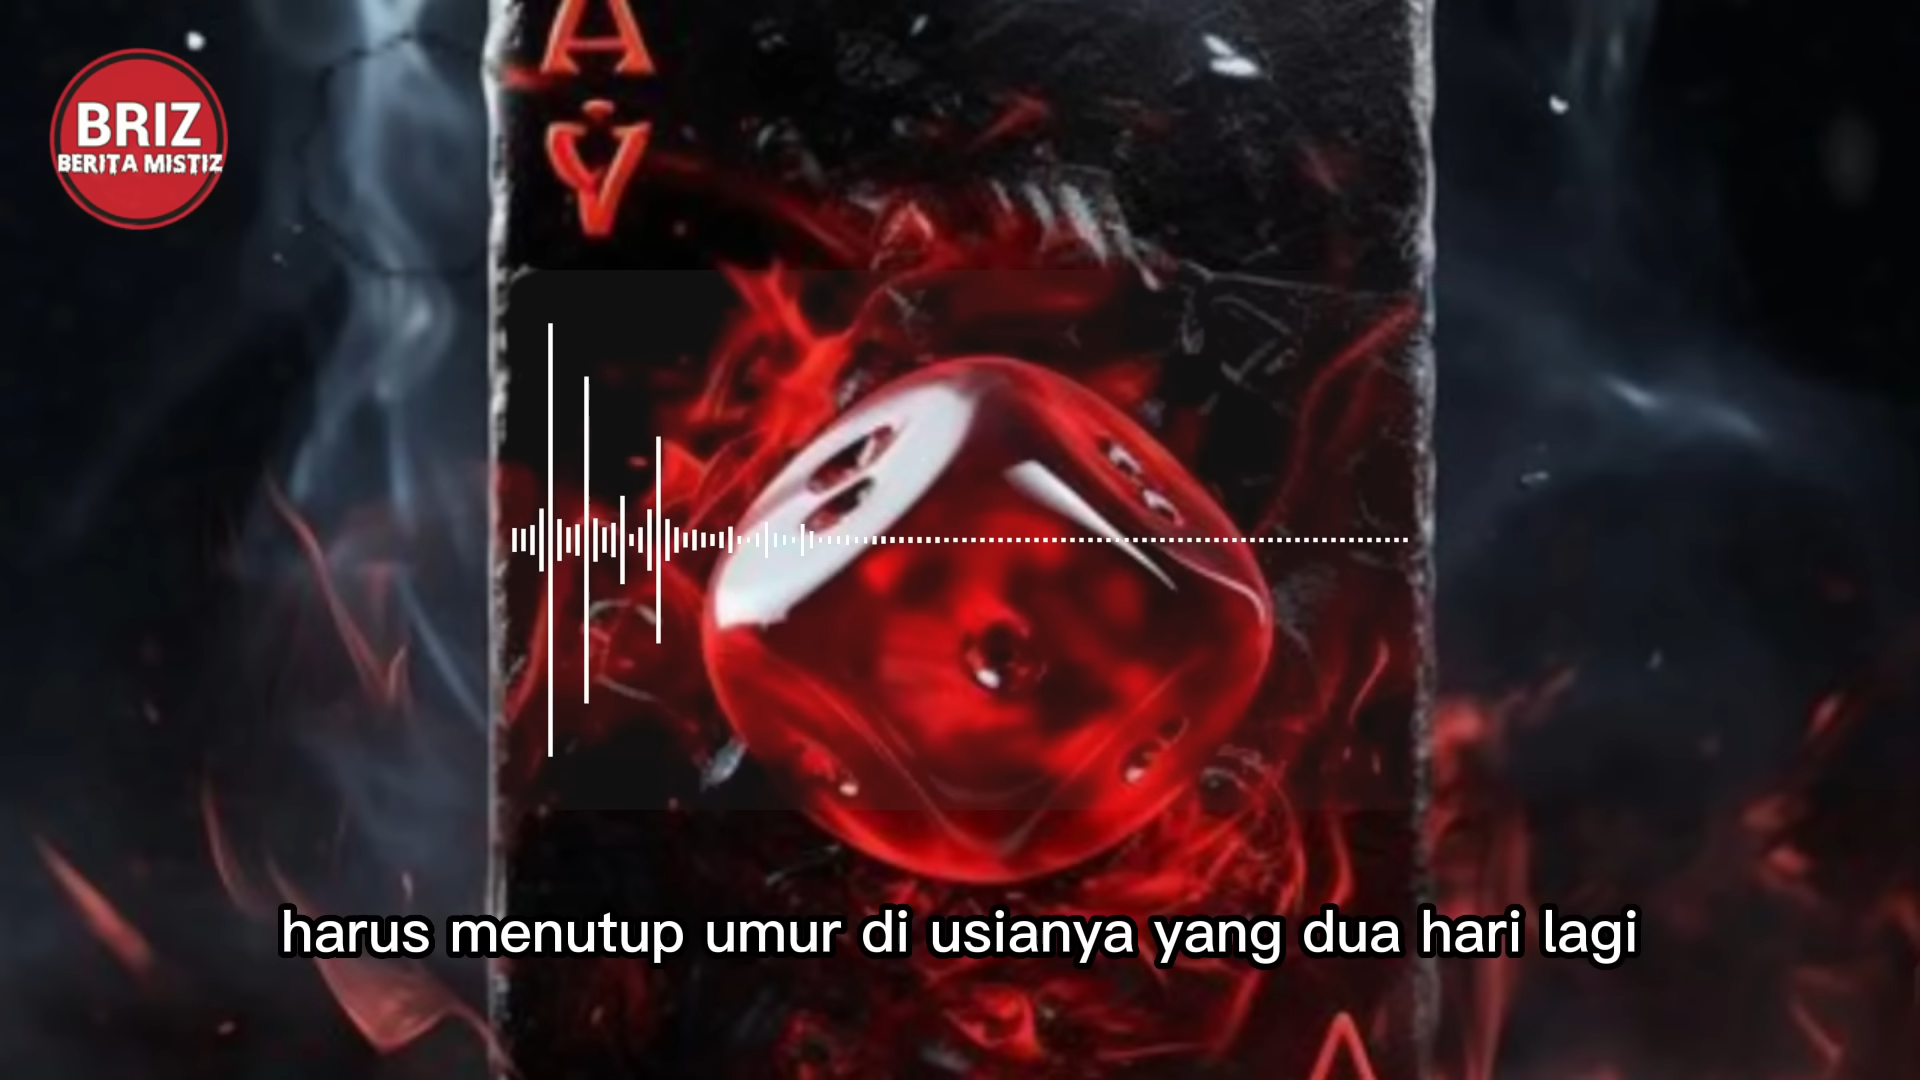 A
BRIZ
BERITA MISTIZ
harus menutup umur di usianya yang dua hari lagi